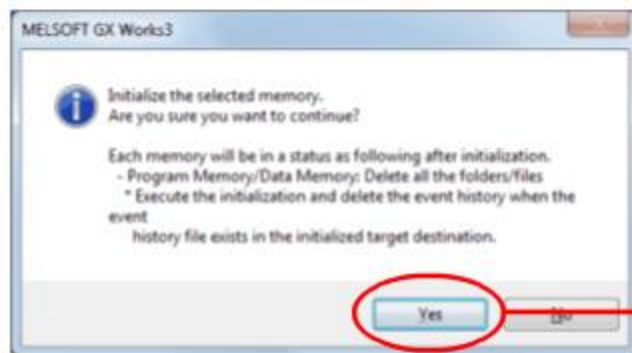 MELSOFT GX Works3
Initialize the selected memory.
Are you sure you want to continue?
Each memory will be in a status as following after initialization.
- Program Memory/Data Memory: Delete all the folders/files
* Execute the initialization and delete the event history when the
event
history file exists in the initialized target destination.
Yes
No